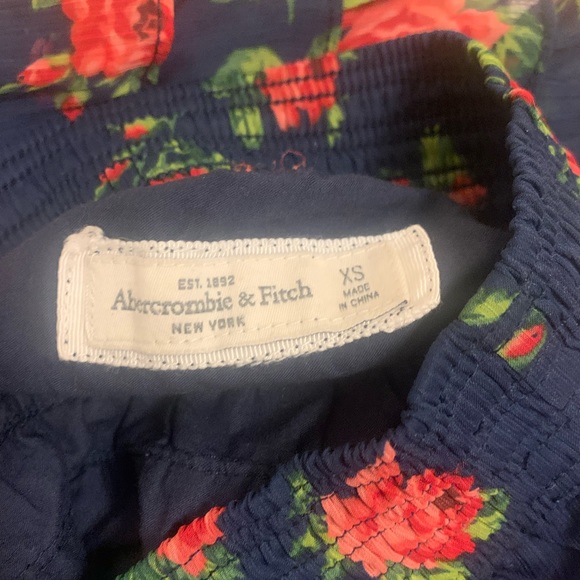 EST. 1892
Abercrombie & Fitch
NEW YORK
XS
MADE
IN CHINA